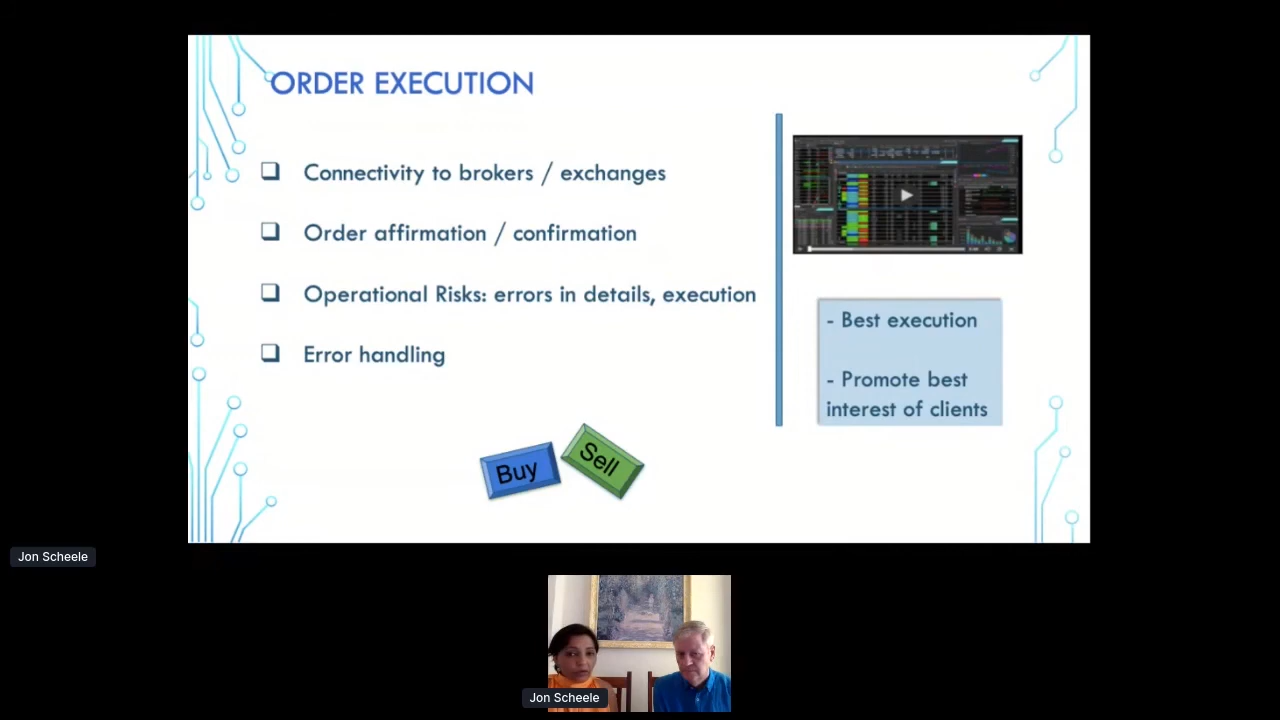 ORDER EXECUTION
Connectivity to brokers / exchanges
Order affirmation / confirmation
Operational Risks: errors in details, execution
Error handling
- Best execution
- Promote best
interest of clients
Buy
Sell
Jon Scheele
Jon Scheele